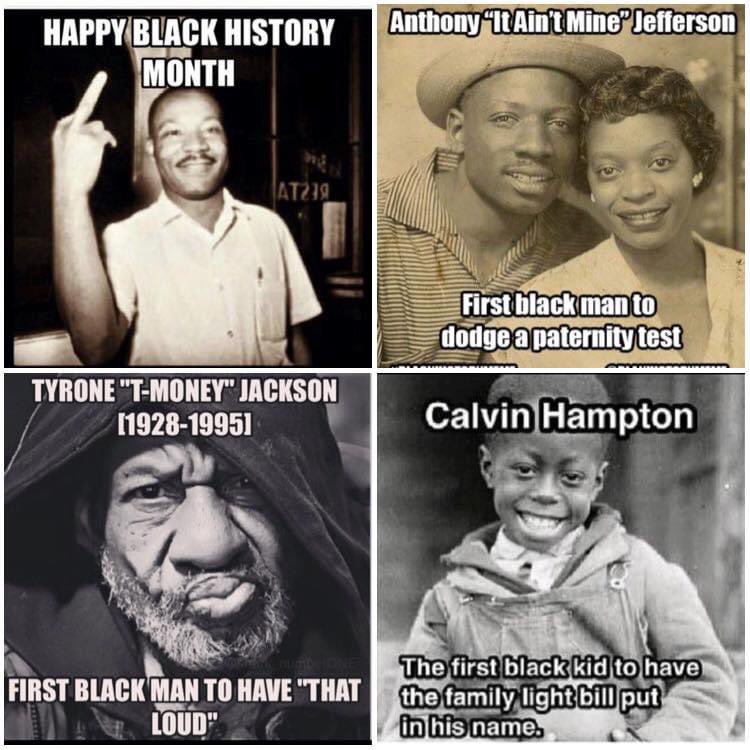 HAPPY BLACK HISTORY
MONTH
Anthony "It Ain't Mine" Jefferson
First black man to
dodge a paternity test
TYRONE "T-MONEY" JACKSON
[1928-1995]
FIRST BLACK MAN TO HAVE "THAT
LOUD"
Calvin Hampton
The first black kid to have
the family light bill put
in his name.